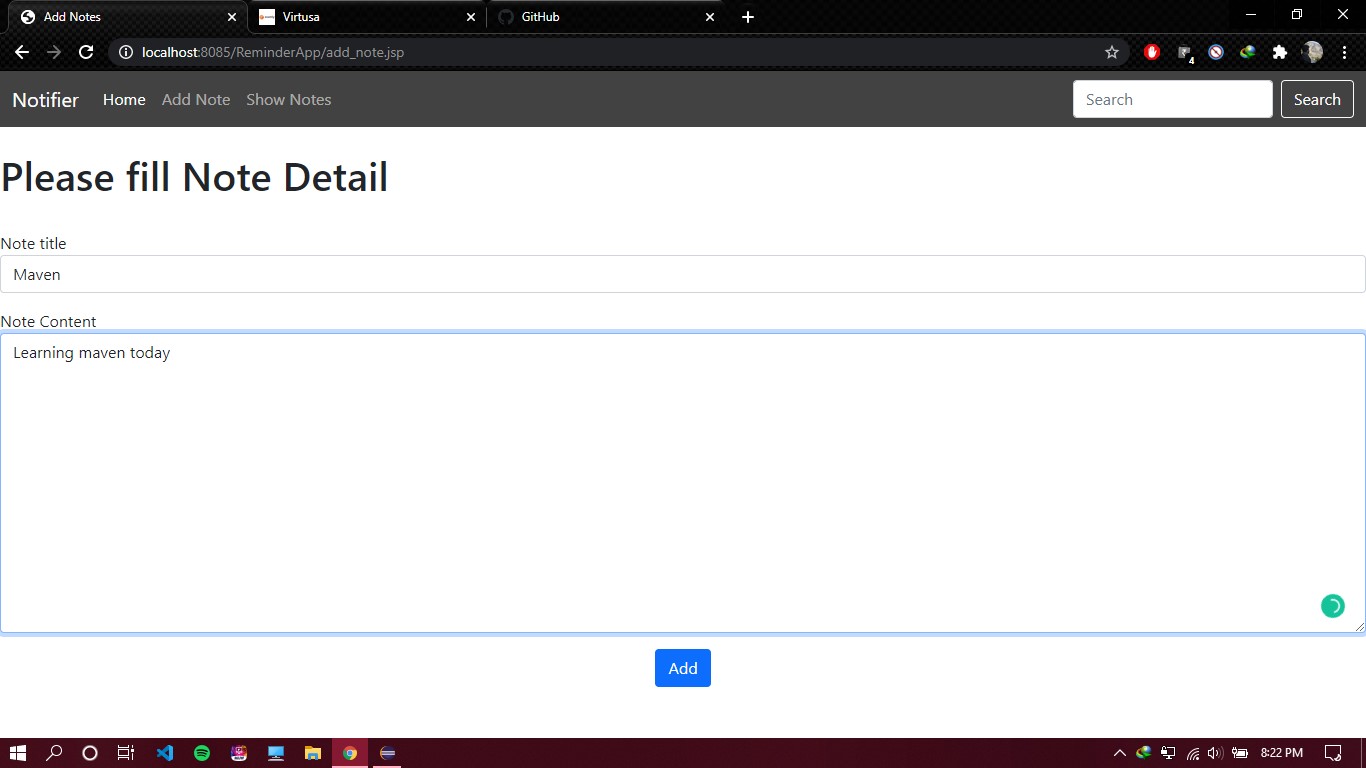 Add Notes
Virtusa
GitHub
localhost:8085/ReminderApp/add_note.jsp
4
Notifier Home Add Note Show Notes Search Search
Please fill Note Detail
Note title
Maven
Note Content
Learning maven today
Add
8:22 PM